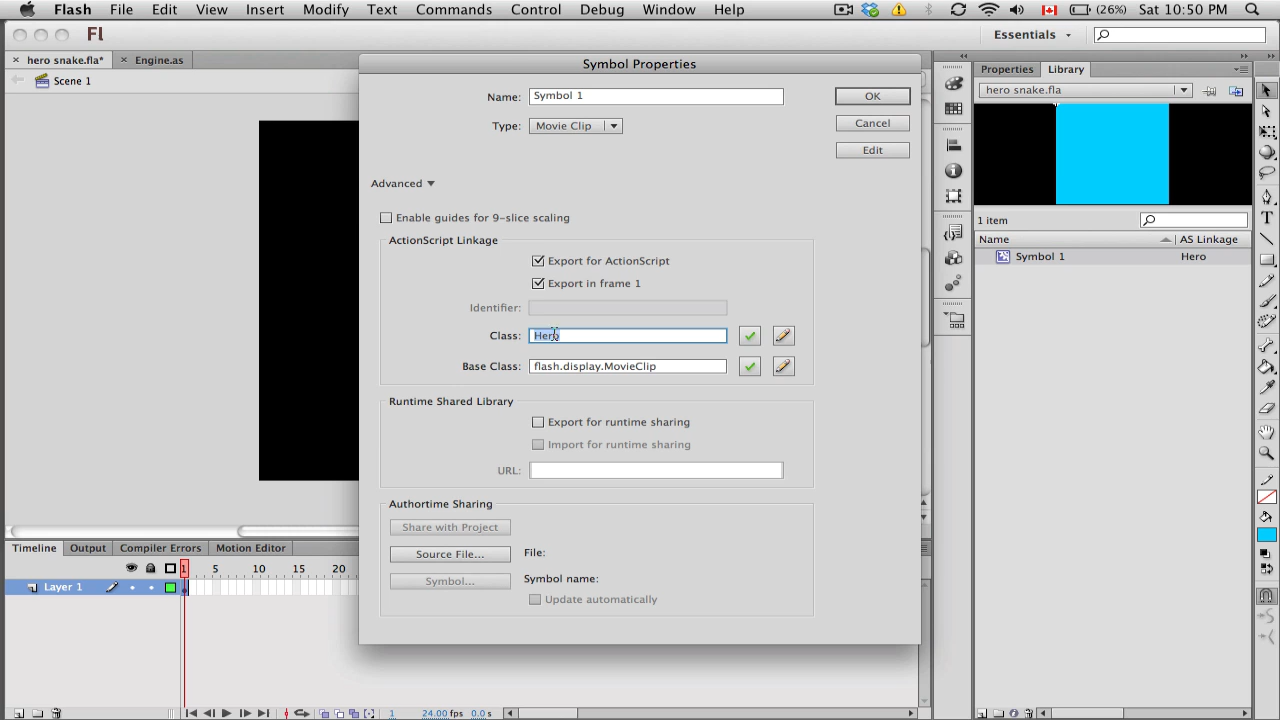 Flash File Edit View Insert Modify Text Commands Control Debug Window Help (26%) Sat 10:50 PM
Fl Essentials
× hero snake.fla* × Engine.as
Scene 1
Symbol Properties
Name: Symbol 1 OK
Type: Movie Clip Cancel
Edit
Advanced
Enable guides for 9-slice scaling
ActionScript Linkage
Export for ActionScript
Export in frame 1
Identifier:
Class: Hero
Base Class: flash.display.MovieClip
Runtime Shared Library
Export for runtime sharing
Import for runtime sharing
URL:
Authortime Sharing
Share with Project
Source File... File:
Symbol... Symbol name:
Update automatically
Properties Library
hero snake.fla
1 item
Name AS Linkage
Symbol 1 Hero
Timeline Output Compiler Errors Motion Editor
1 5 10 15 20
Layer 1
1 24.00 fps 0.0 s